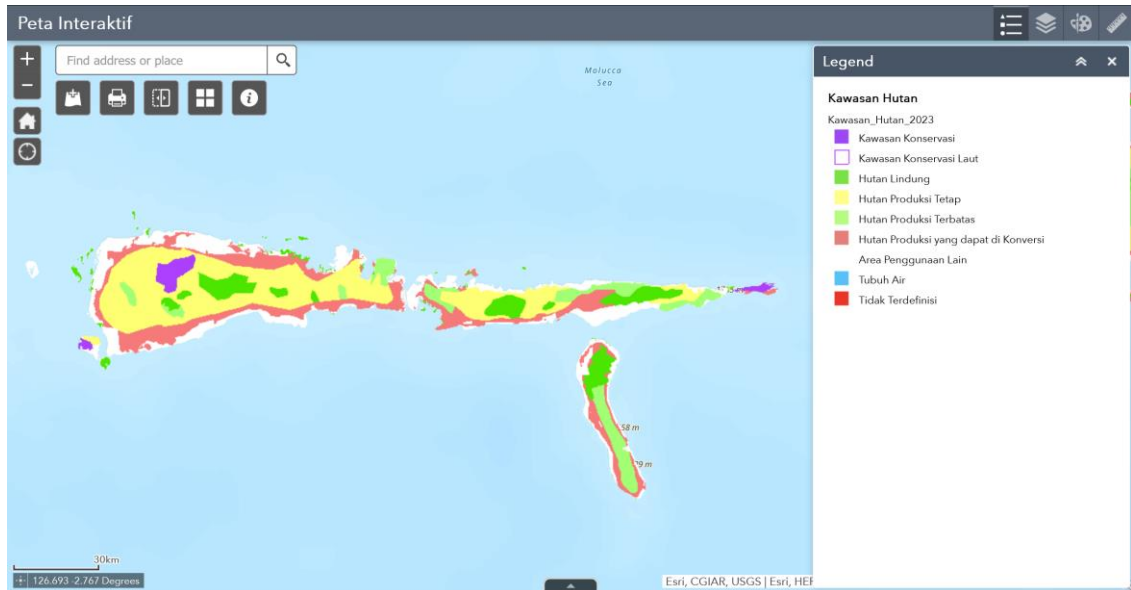 Peta Interaktif
Find address or place
Molucca
Sea
Legend
Kawasan Hutan
Kawasan_Hutan_2023
Kawasan Konservasi
Kawasan Konservasi Laut
Hutan Lindung
Hutan Produksi Tetap
Hutan Produksi Terbatas
Hutan Produksi yang dapat di Konversi
Area Penggunaan Lain
Tubuh Air
Tidak Terdefinisi
58 m
30km
126.693 -2.767 Degrees
Esri, CGIAR, USGS | Esri, HER